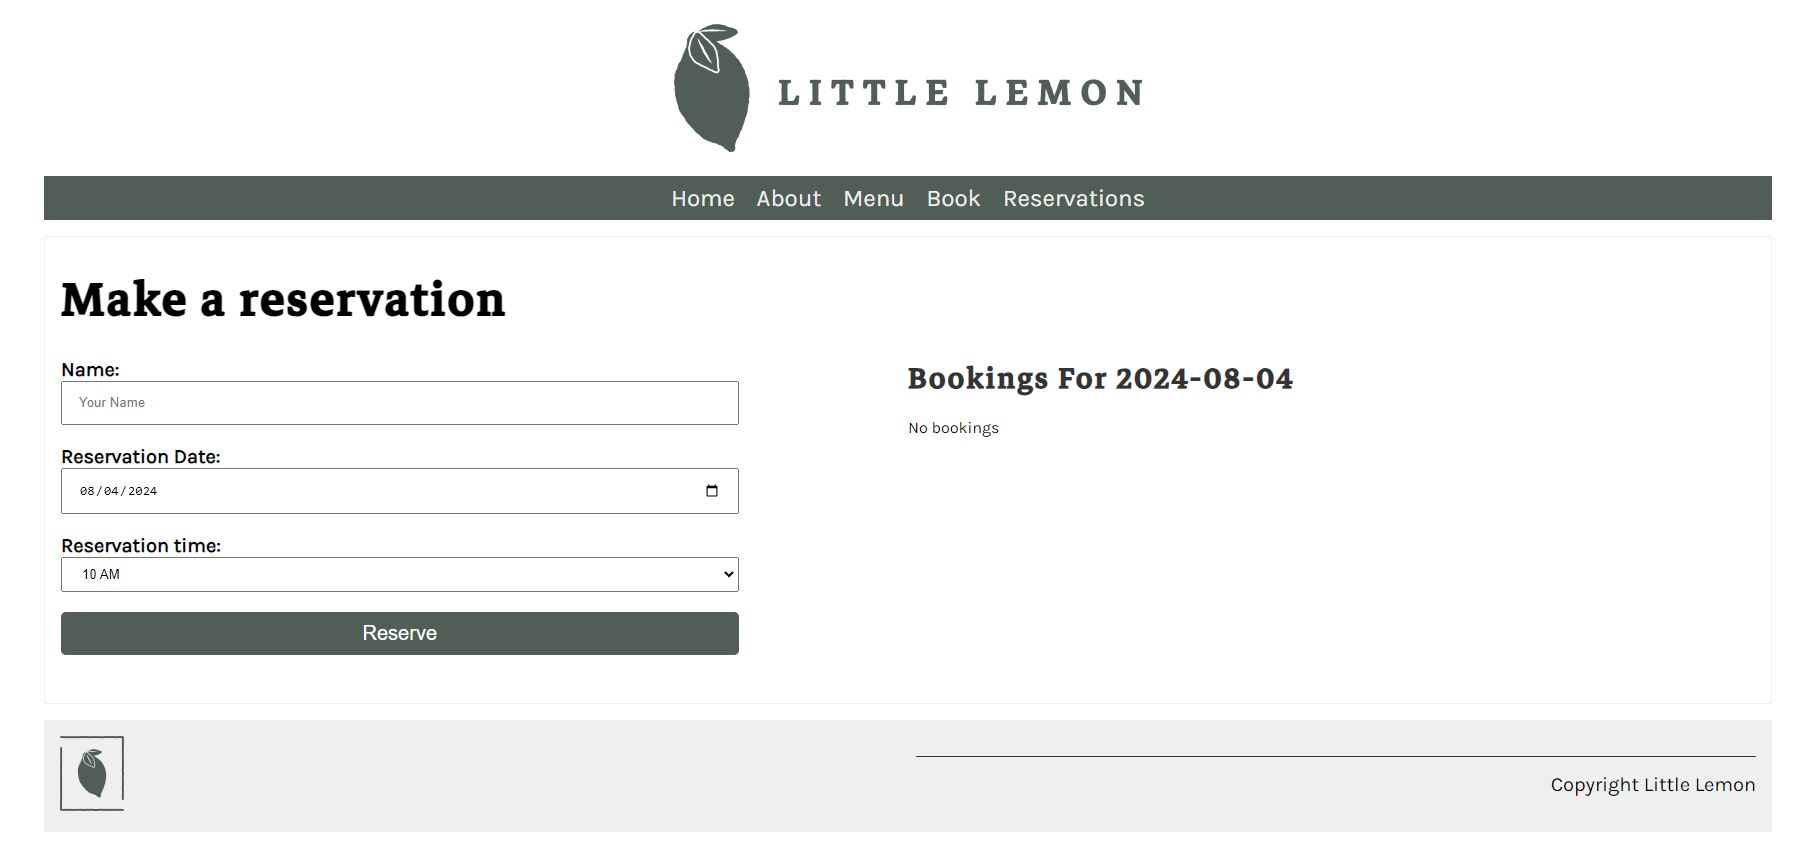 LITTLE LEMON
Home About Menu Book Reservations
Make a reservation
Name:
Your Name
Reservation Date:
08/04/2024
Reservation time:
10 AM
Reserve
Bookings For 2024-08-04
No bookings
Copyright Little Lemon